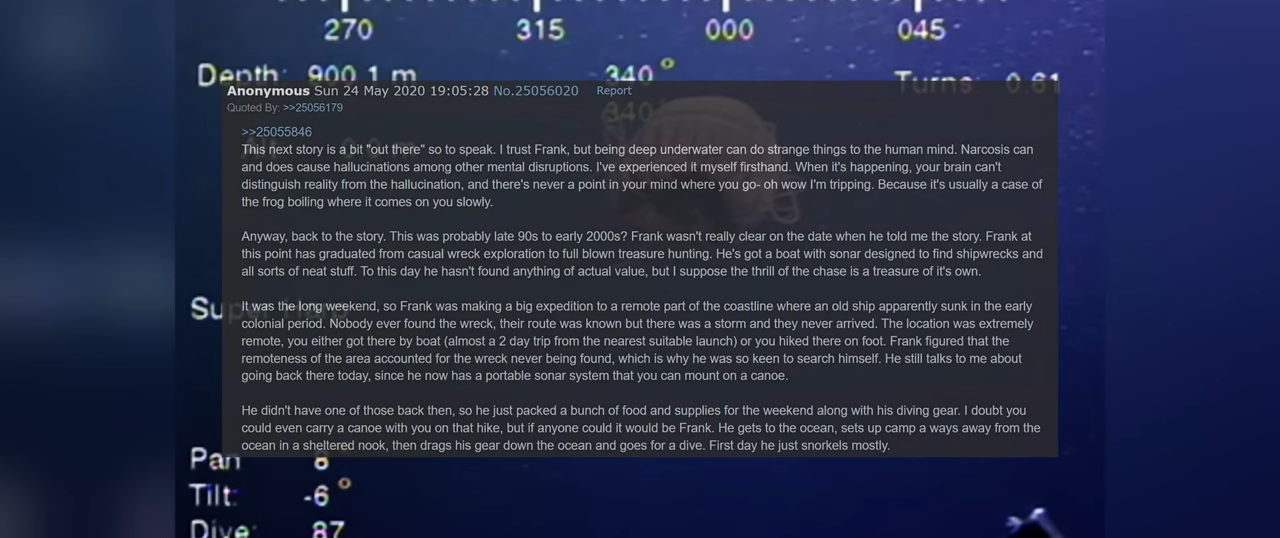 270 315 000 045
Depth: 900.1 m 340° Turns: 0.61
Anonymous Sun 24 May 2020 19:05:28 No.25056020 Report
340°
Quoted By: >>25056179
>>25055846
This next story is a bit "out there" so to speak. I trust Frank, but being deep underwater can do strange things to the human mind. Narcosis can
and does cause hallucinations among other mental disruptions. I've experienced it myself firsthand. When it's happening, your brain can't
distinguish reality from the hallucination, and there's never a point in your mind where you go- oh wow I'm tripping. Because it's usually a case of
the frog boiling where it comes on you slowly.
Anyway, back to the story. This was probably late 90s to early 2000s? Frank wasn't really clear on the date when he told me the story. Frank at
this point has graduated from casual wreck exploration to full blown treasure hunting. He's got a boat with sonar designed to find shipwrecks and
all sorts of neat stuff. To this day he hasn't found anything of actual value, but I suppose the thrill of the chase is a treasure of it's own.
It was the long weekend, so Frank was making a big expedition to a remote part of the coastline where an old ship apparently sunk in the early
colonial period. Nobody ever found the wreck, their route was known but there was a storm and they never arrived. The location was extremely
remote, you either got there by boat (almost a 2 day trip from the nearest suitable launch) or you hiked there on foot. Frank figured that the
remoteness of the area accounted for the wreck never being found, which is why he was so keen to search himself. He still talks to me about
going back there today, since he now has a portable sonar system that you can mount on a canoe.
He didn't have one of those back then, so he just packed a bunch of food and supplies for the weekend along with his diving gear. I doubt you
could even carry a canoe with you on that hike, but if anyone could it would be Frank. He gets to the ocean, sets up camp a ways away from the
ocean in a sheltered nook, then drags his gear down the ocean and goes for a dive. First day he just snorkels mostly.
Pan 8°
Tilt: -6°
Dive: 87